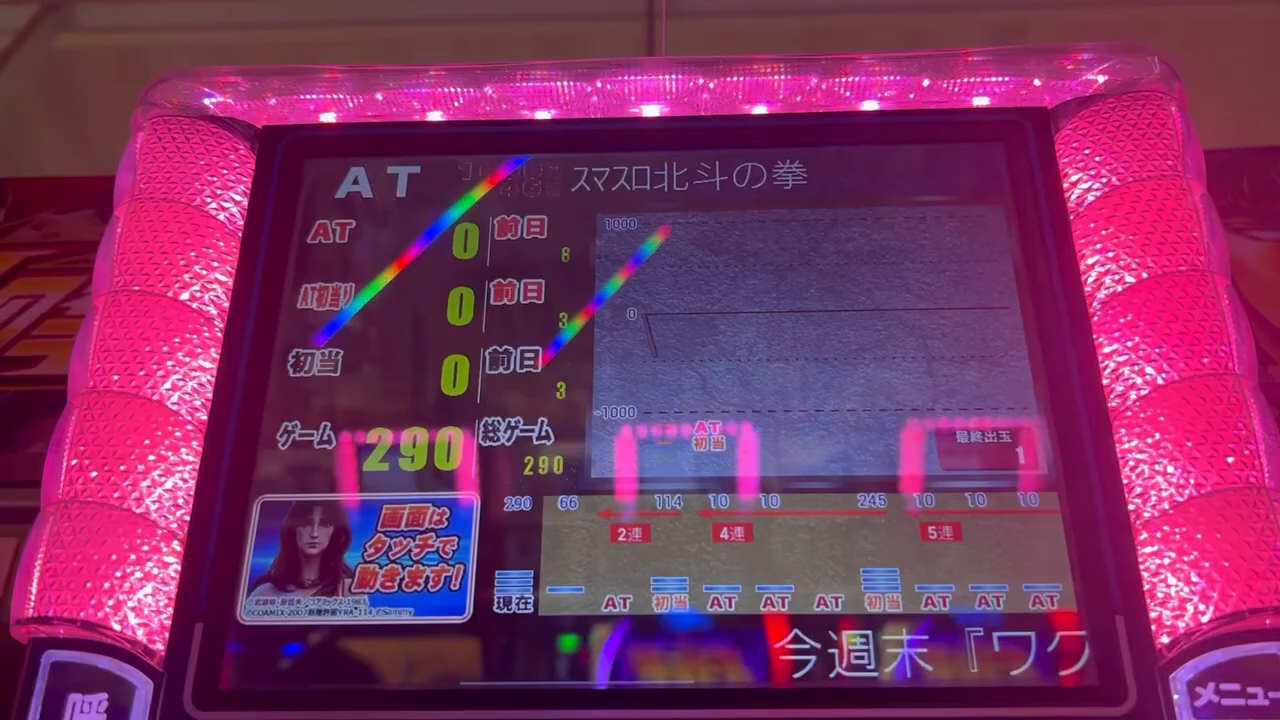 AT スマスロ北斗の拳
AT 0 前日 8
AT初当り 0 前日 3
初当 0 前日 3
ゲーム 290 総ゲーム 290
1000
0
-1000
AT
初当
最終出玉
1
290 66 114 10 10 245 10 10 10
2連 4連 5連
現在 AT 初当 AT AT AT 初当 AT AT AT
画面は
タッチで
動きます!
今週末『ワク
メニュー